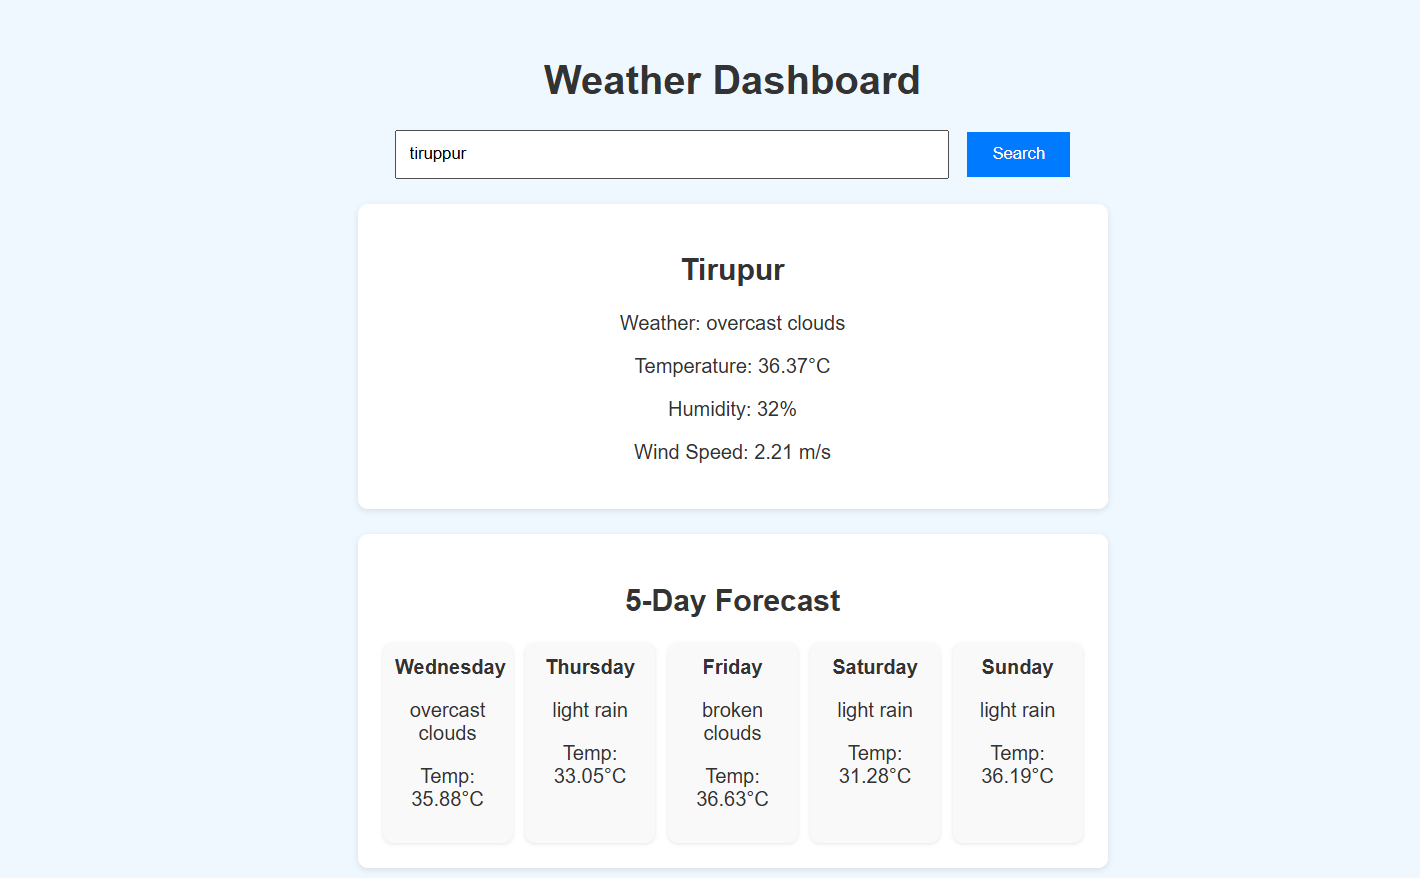 Weather Dashboard
tiruppur
Search
Tirupur
Weather: overcast clouds
Temperature: 36.37°C
Humidity: 32%
Wind Speed: 2.21 m/s
5-Day Forecast
Wednesday
overcast
clouds
Temp:
35.88°C
Thursday
light rain
Temp:
33.05°C
Friday
broken
clouds
Temp:
36.63°C
Saturday
light rain
Temp:
31.28°C
Sunday
light rain
Temp:
36.19°C